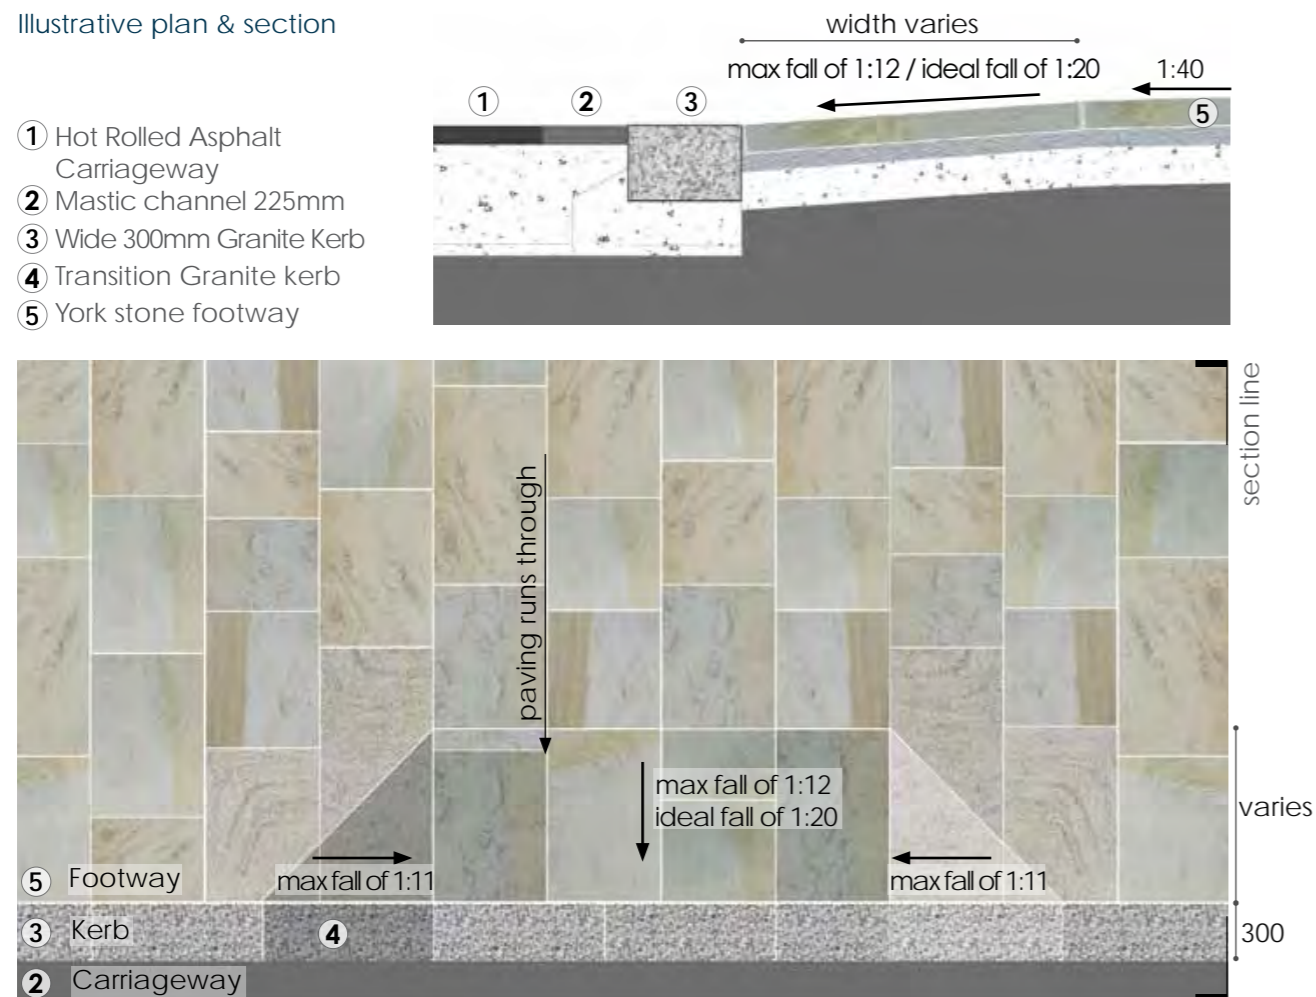 Illustrative plan & section
1 Hot Rolled Asphalt
Carriageway
2 Mastic channel 225mm
3 Wide 300mm Granite Kerb
4 Transition Granite kerb
5 York stone footway
width varies
max fall of 1:12 / ideal fall of 1:20
1:40
1
2
3
5
section line
paving runs through
max fall of 1:12
ideal fall of 1:20
varies
max fall of 1:11
max fall of 1:11
5 Footway
3 Kerb
4
300
2 Carriageway